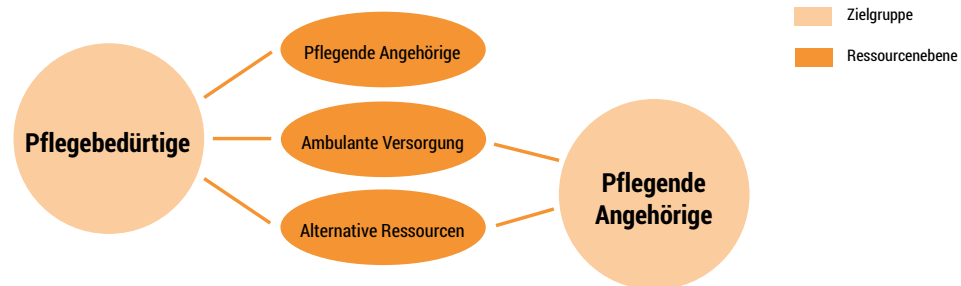 Zielgruppe
Ressourcenebene
Pflegende Angehörige
Pflegebedürtige
Ambulante Versorgung
Alternative Ressourcen
Pflegende
Angehörige